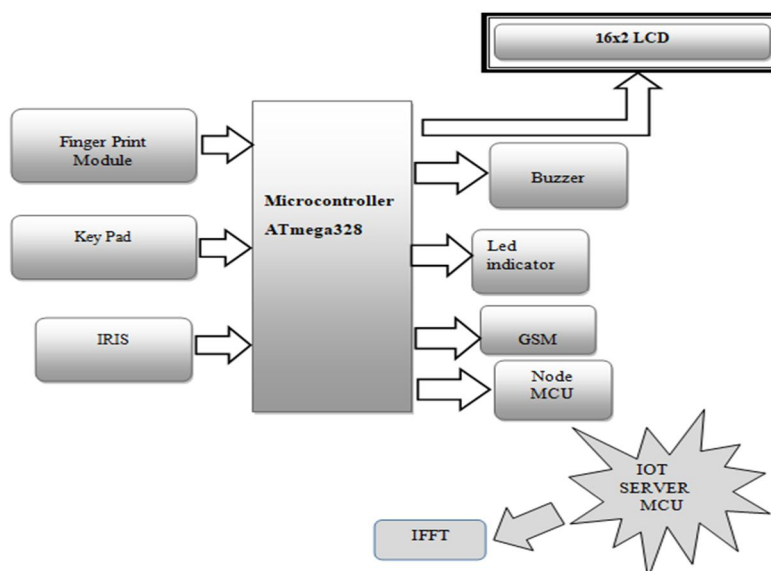 16x2 LCD
Finger Print
Module
Buzzer
Microcontroller
ATmega328
Key Pad
Led
indicator
IRIS
GSM
Node
MCU
IOT
SERVER
MCU
IFFT